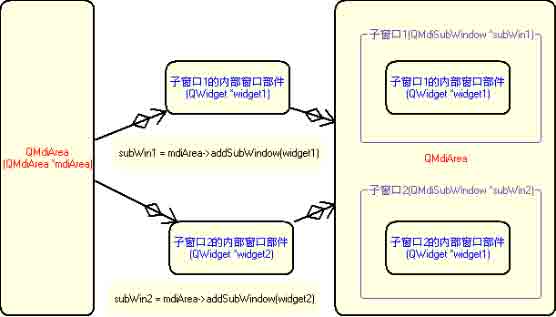 QMdiArea
(QMdiArea *mdiArea)
子窗口1的内部窗口部件
(QWidget *widget1)
subWin1 = mdiArea->addSubWindow(widget1)
子窗口2的内部窗口部件
(QWidget *widget2)
subWin2 = mdiArea->addSubWindow(widget2)
子窗口1(QMdiSubWindow *subWin1)
子窗口1的内部窗口部件
(QWidget *widget1)
QMdiArea
子窗口2(QMdiSubWindow *subWin2)
子窗口2的内部窗口部件
(QWidget *widget1)